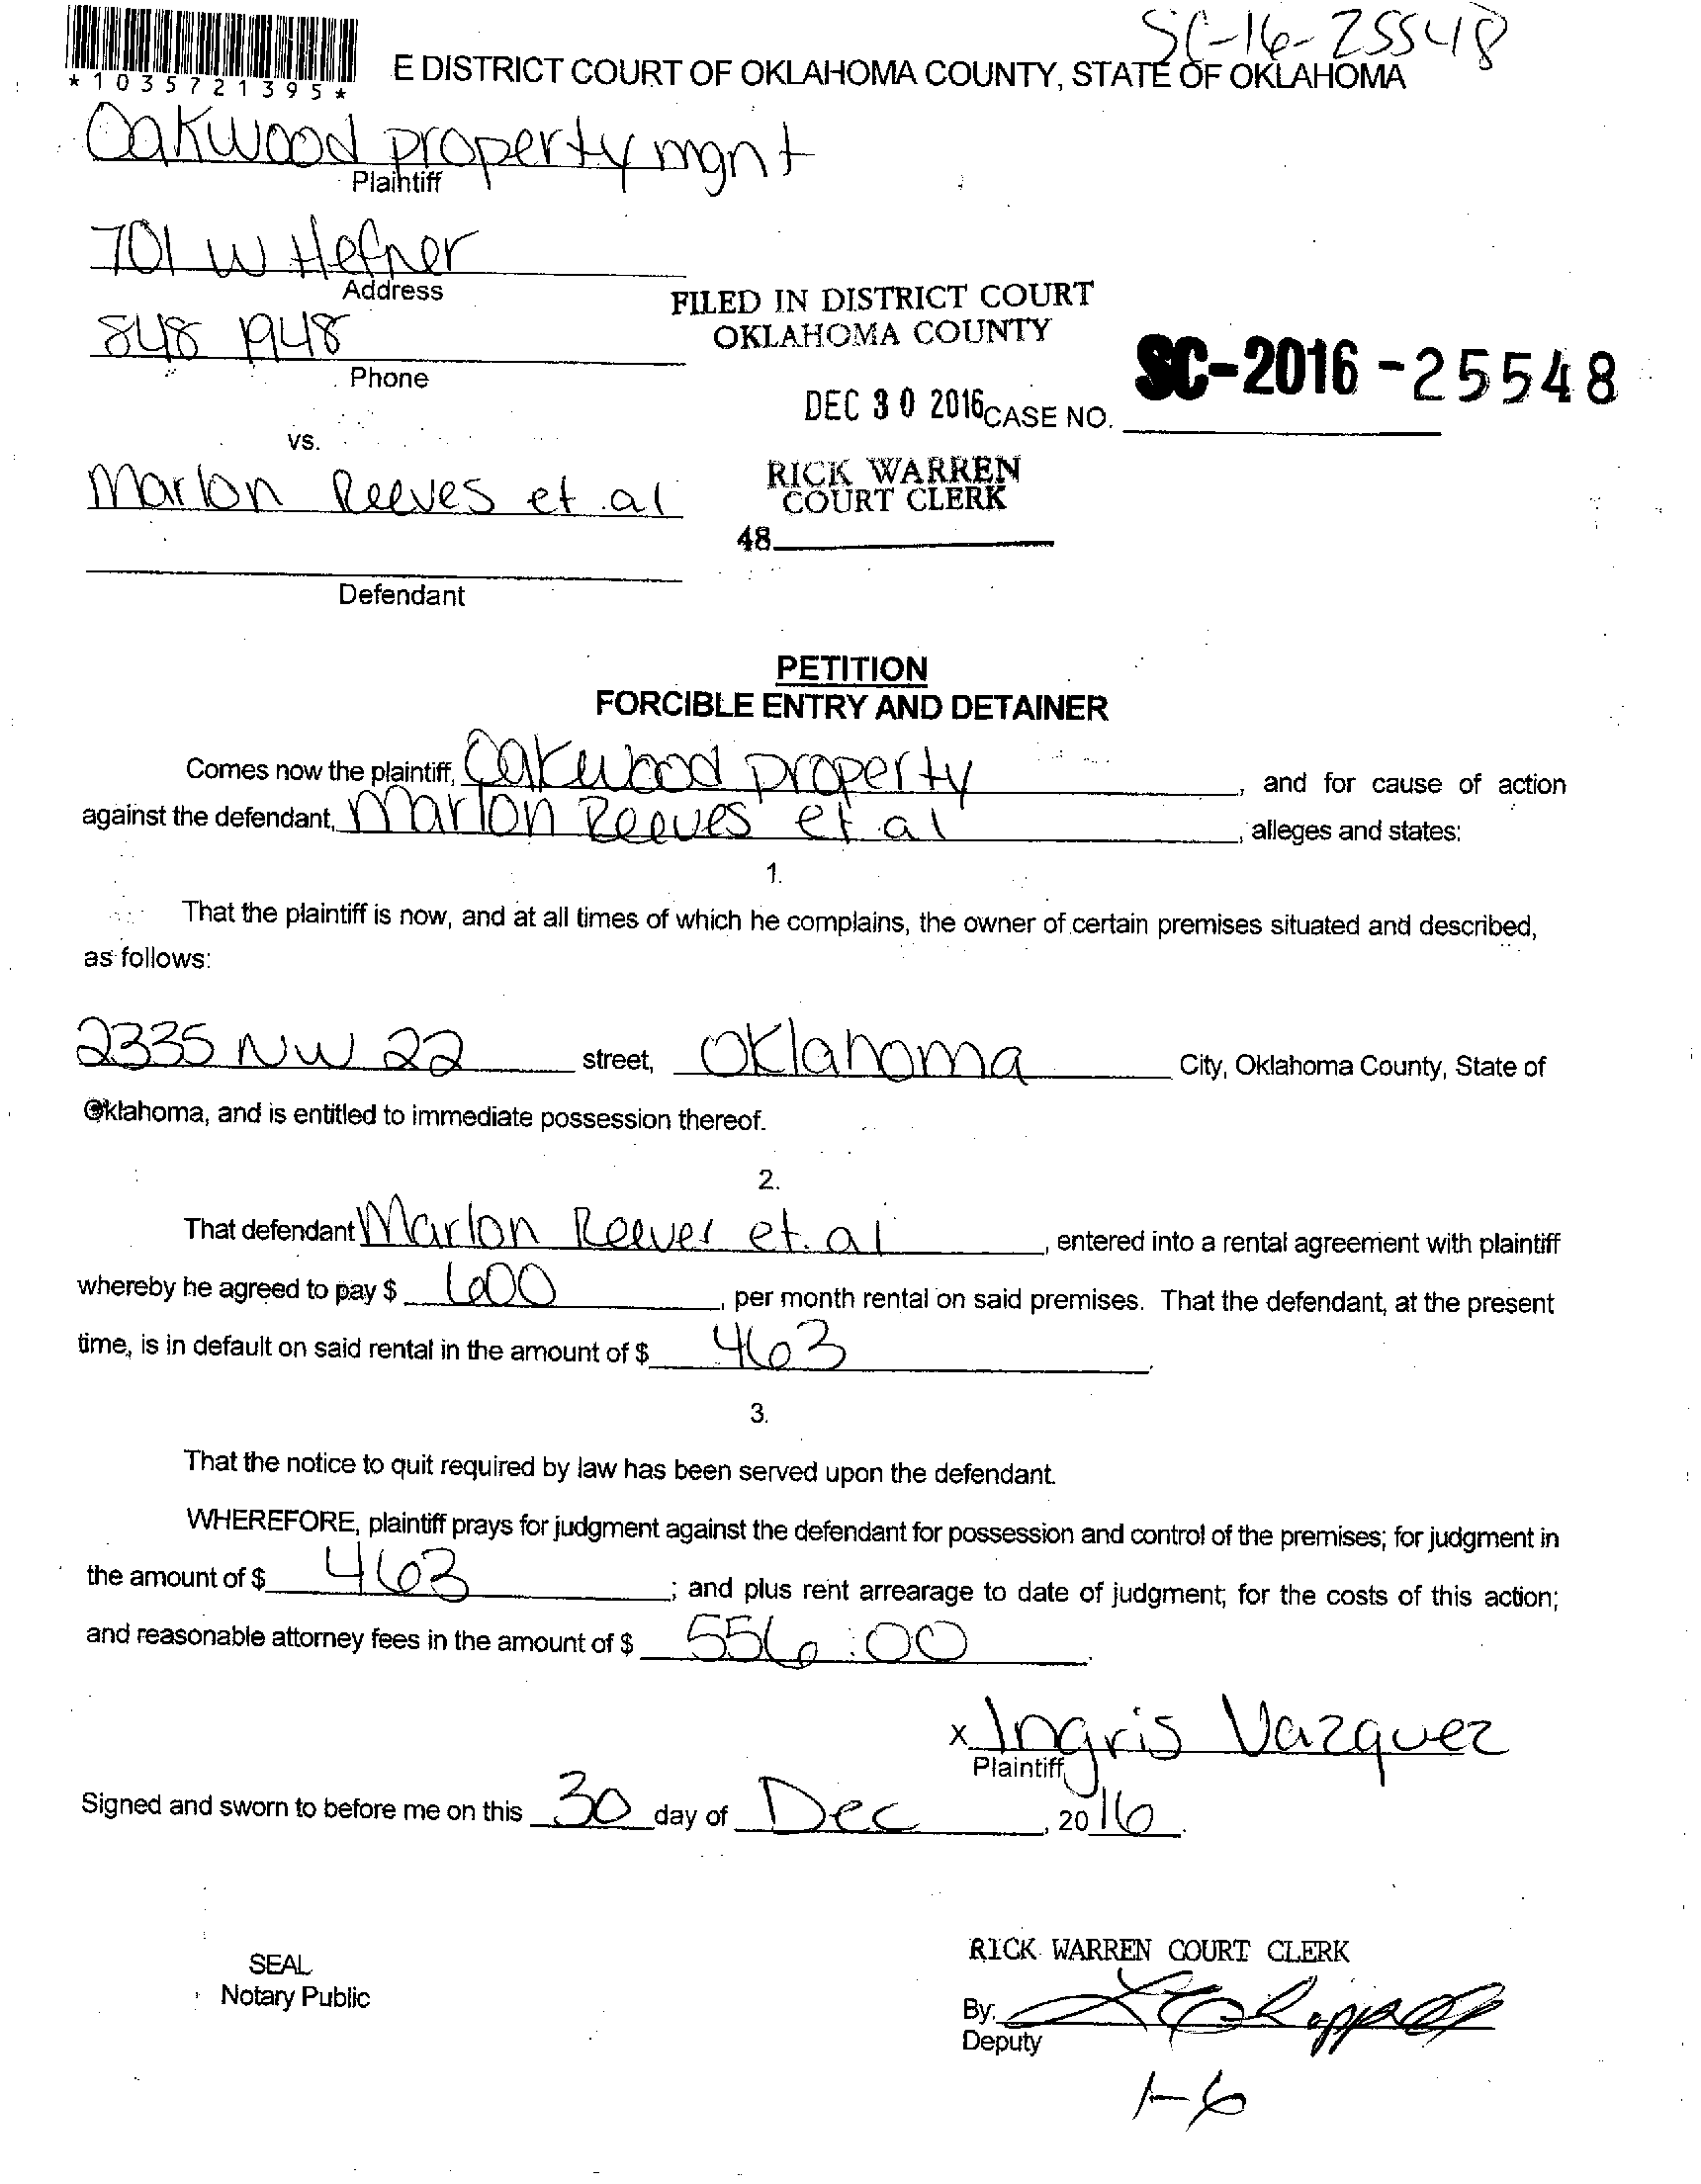 SC-16-25548
*1035721395*
E DISTRICT COURT OF OKLAHOMA COUNTY, STATE OF OKLAHOMA
Oakwood property mgnt
Plaintiff
701 W Hefner
Address
848 1948
Phone
FILED IN DISTRICT COURT
OKLAHOMA COUNTY
DEC 30 2016
CASE NO. SC-2016-25548
vs.
Marlon Reeves et.al
RICK WARREN
COURT CLERK
48
Defendant
PETITION
FORCIBLE ENTRY AND DETAINER
Comes now the plaintiff, Oakwood property, and for cause of action
against the defendant, Marlon Reeves et al, alleges and states:
1.
That the plaintiff is now, and at all times of which he complains, the owner of certain premises situated and described,
as follows:
2335 NW 22 street, Oklahoma City, Oklahoma County, State of
Oklahoma, and is entitled to immediate possession thereof.
2.
That defendant Marlon Reeves et. al, entered into a rental agreement with plaintiff
whereby he agreed to pay $ 600, per month rental on said premises. That the defendant, at the present
time, is in default on said rental in the amount of $ 463.
3.
That the notice to quit required by law has been served upon the defendant.
WHEREFORE, plaintiff prays for judgment against the defendant for possession and control of the premises; for judgment in
the amount of $ 463; and plus rent arrearage to date of judgment; for the costs of this action;
and reasonable attorney fees in the amount of $ 556:00.
x Ingris Vazquez
Plaintiff
Signed and sworn to before me on this 30 day of Dec, 2016.
SEAL
Notary Public
RICK WARREN COURT CLERK
By:
Deputy
1-6